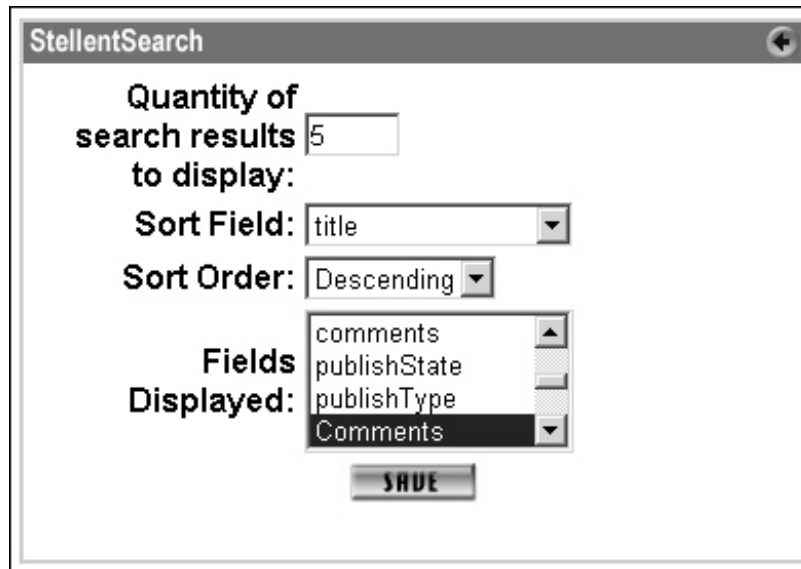 StellentSearch
Quantity of
search results
to display:
5
Sort Field:
title
Sort Order:
Descending
Fields
Displayed:
comments
publishState
publishType
Comments
SAVE